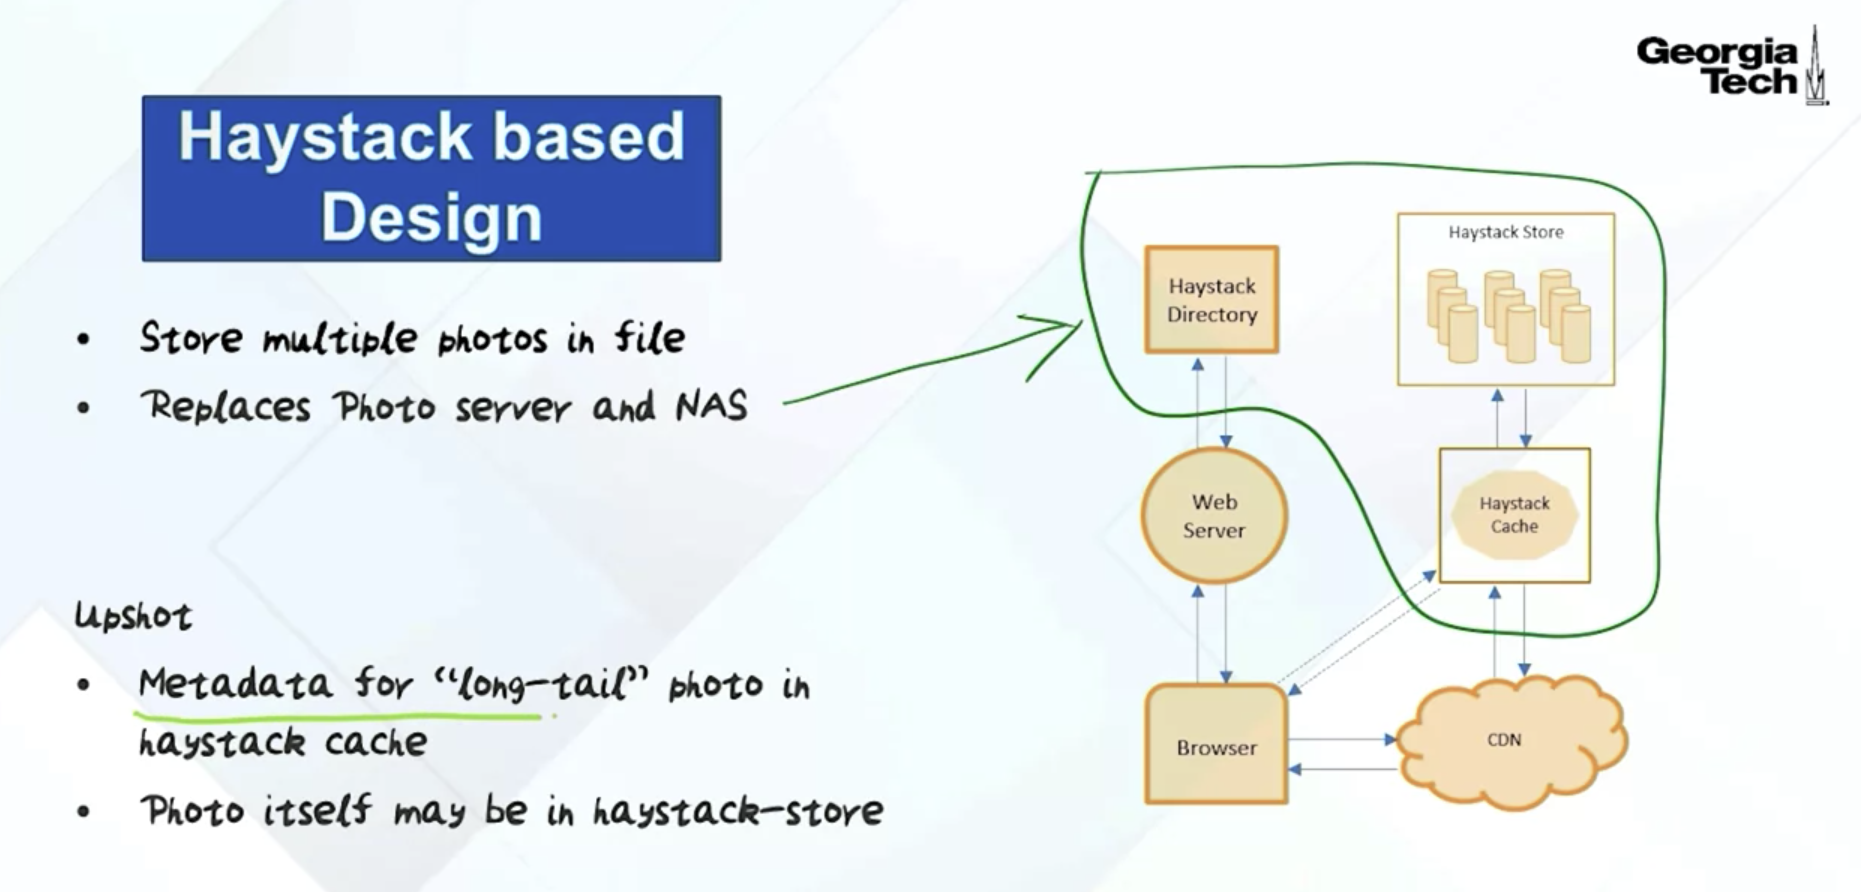 Georgia
Tech
Haystack based
Design
• Store multiple photos in file
• Replaces Photo server and NAS
Upshot
• Metadata for “long-tail” photo in
haystack cache
• Photo itself may be in haystack-store
Haystack Store
Haystack
Directory
Web
Server
Haystack
Cache
Browser
CDN